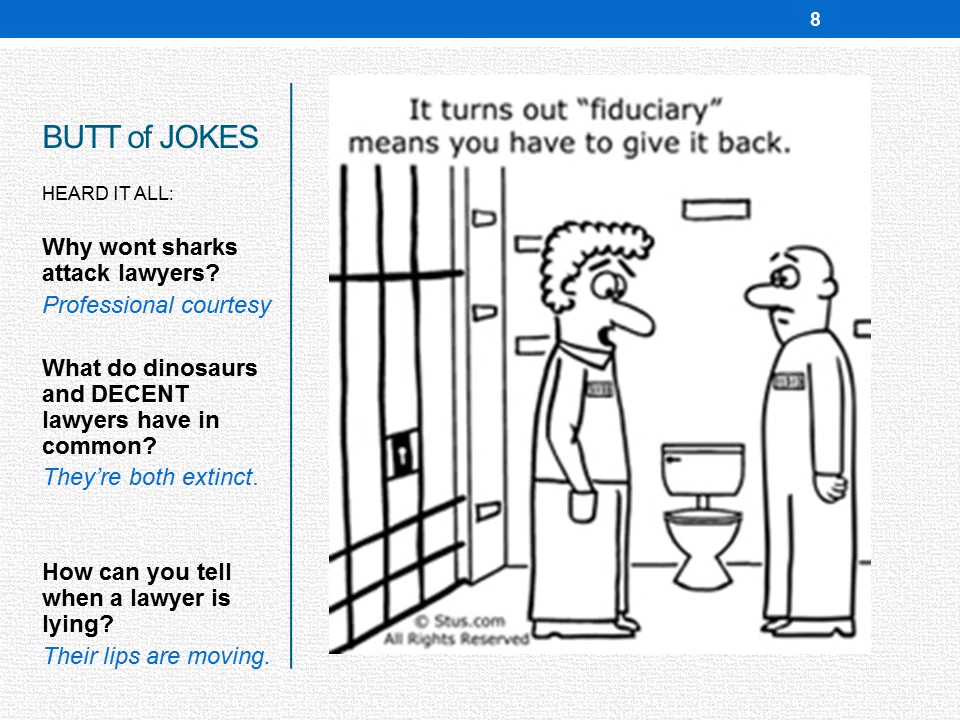 8
BUTT of JOKES
HEARD IT ALL:
Why wont sharks
attack lawyers?
Professional courtesy
What do dinosaurs
and DECENT
lawyers have in
common?
They’re both extinct.
How can you tell
when a lawyer is
lying?
Their lips are moving.
It turns out “fiduciary”
means you have to give it back.
© Stus.com
All Rights Reserved